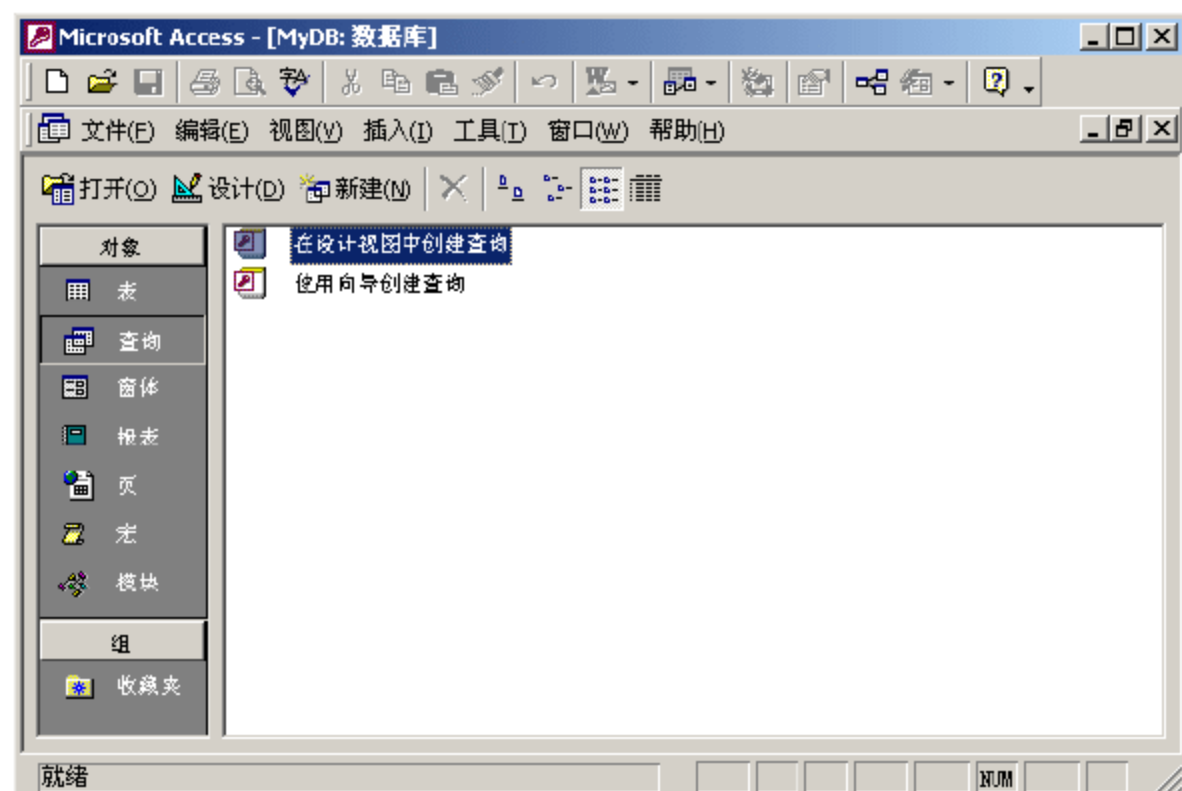 Microsoft Access - [MyDB: 数据库]
文件(F) 编辑(E) 视图(V) 插入(I) 工具(T) 窗口(W) 帮助(H)
打开(O) 设计(D) 新建(N)
对象
表
查询
窗体
报表
页
宏
模块
组
收藏夹
在设计视图中创建查询
使用向导创建查询
就绪 NUM